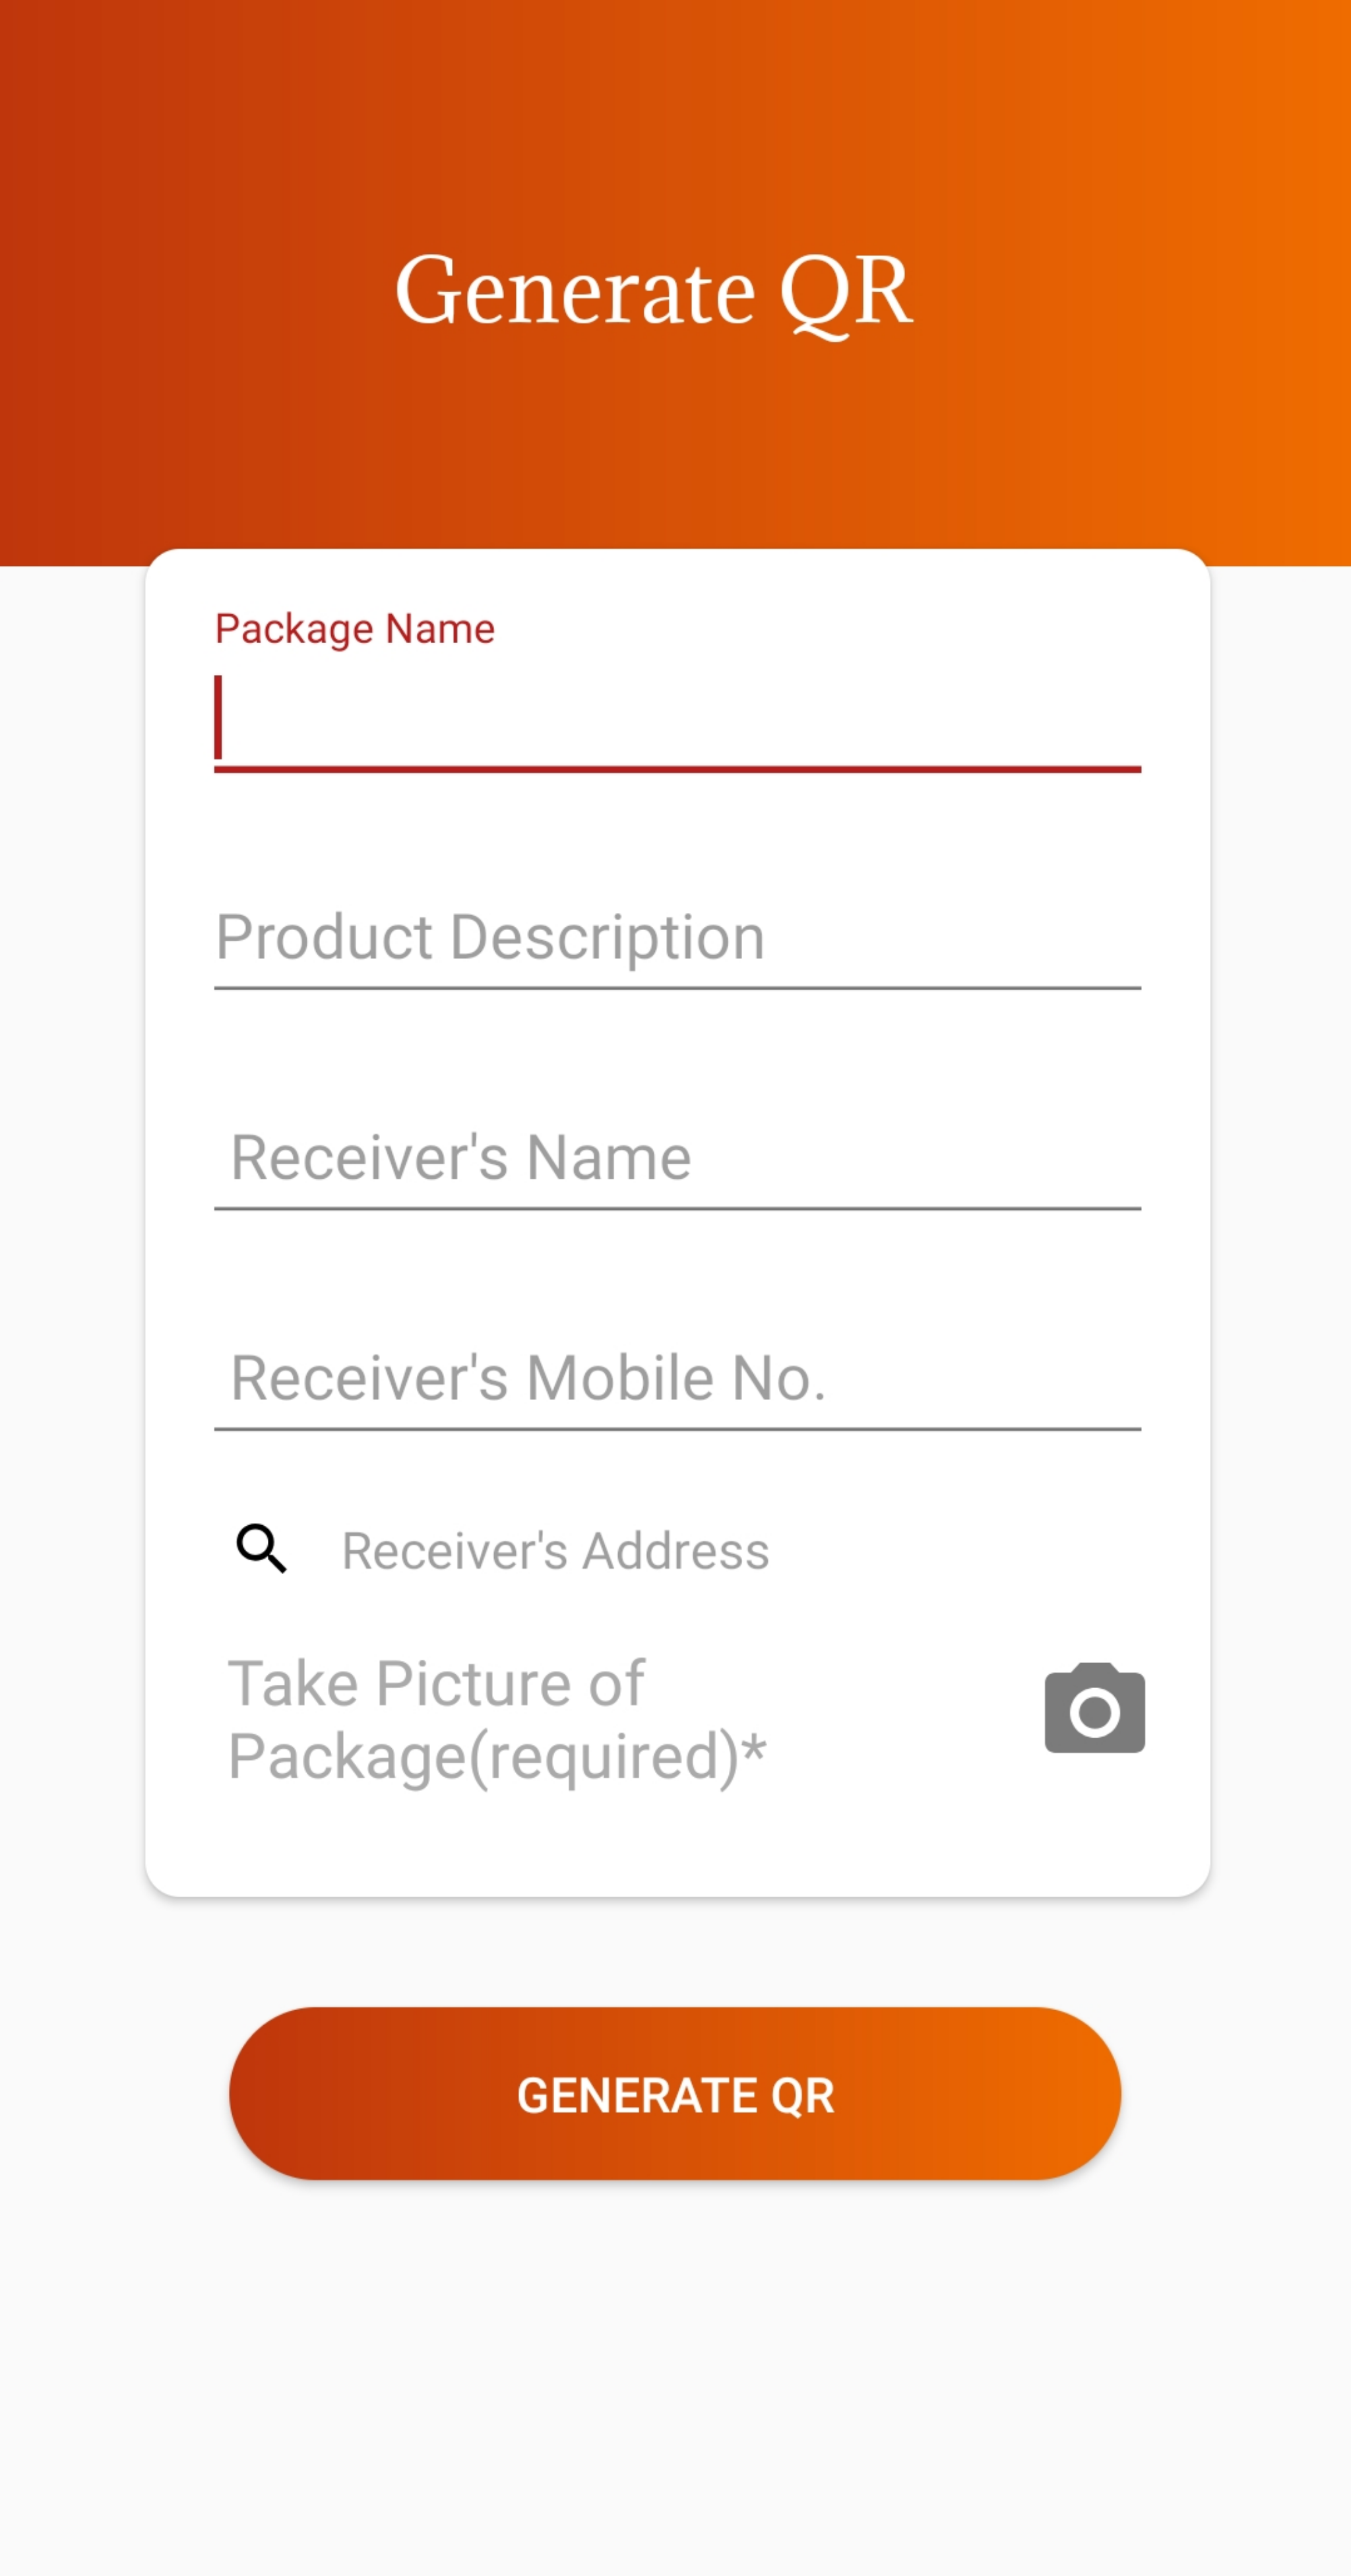 Generate QR
Package Name
Product Description
Receiver's Name
Receiver's Mobile No.
Receiver's Address
Take Picture of
Package(required)*
GENERATE QR